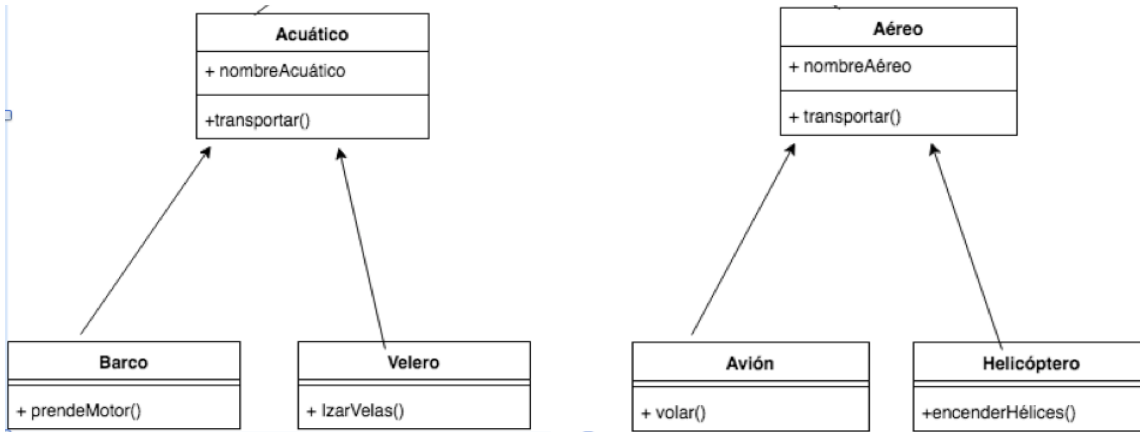 Acuático
+ nombreAcuático
+transportar()
Aéreo
+ nombreAéreo
+ transportar()
Barco
+ prendeMotor()
Velero
+ IzarVelas()
Avión
+ volar()
Helicóptero
+encenderHélices()